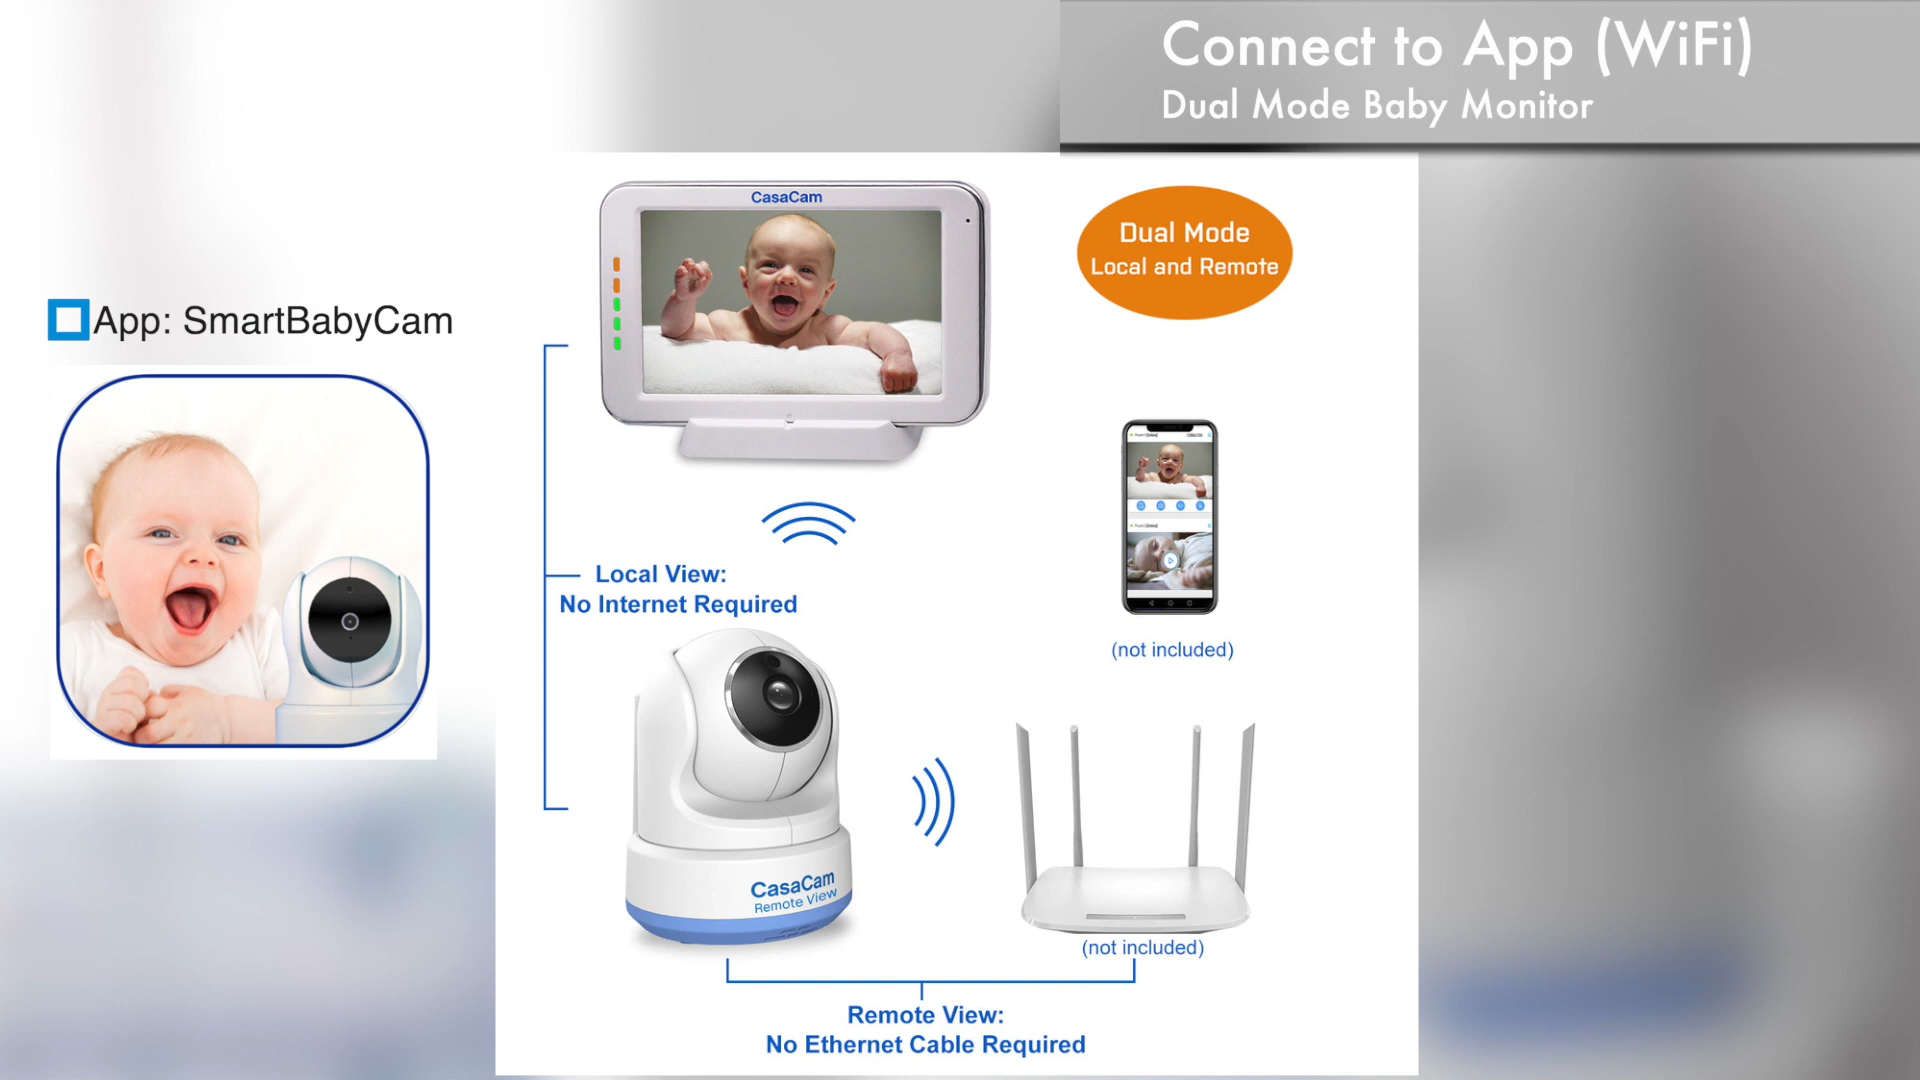 Connect to App (WiFi)
Dual Mode Baby Monitor
App: SmartBabyCam
CasaCam
Dual Mode
Local and Remote
Local View:
No Internet Required
(not included)
CasaCam
Remote View
(not included)
Remote View:
No Ethernet Cable Required